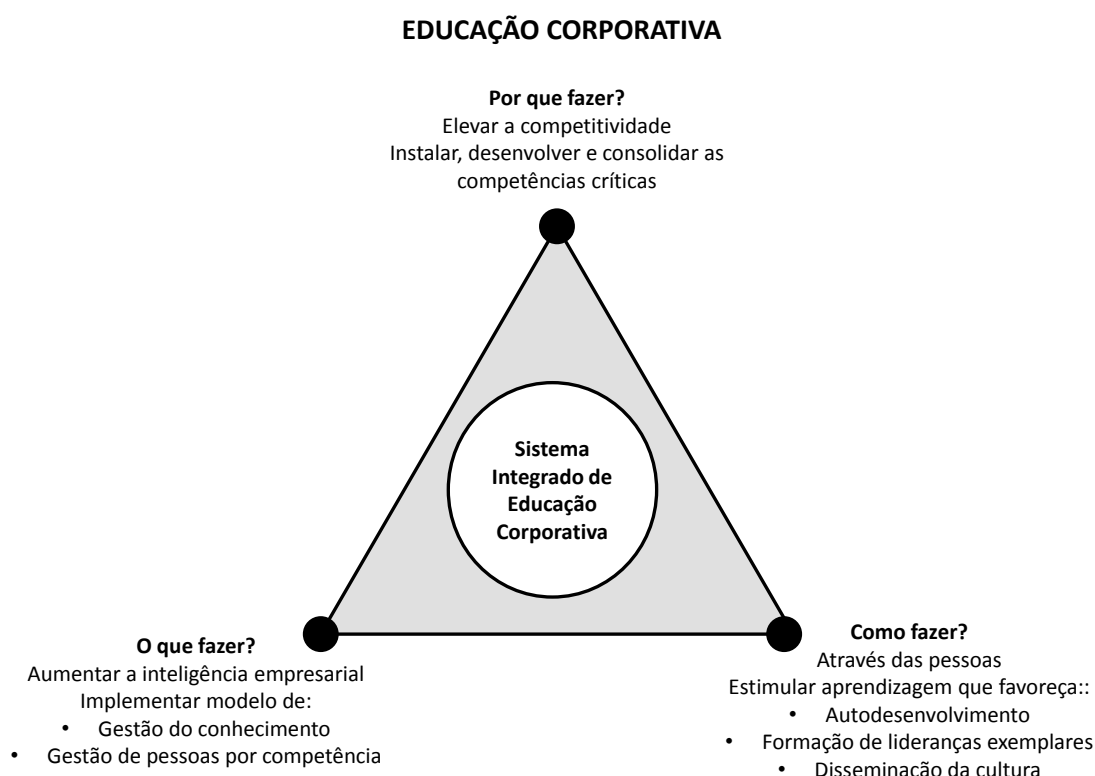 EDUCAÇÃO CORPORATIVA
Por que fazer?
Elevar a competitividade
Instalar, desenvolver e consolidar as
competências críticas
Sistema
Integrado de
Educação
Corporativa
O que fazer?
Aumentar a inteligência empresarial
Implementar modelo de:
• Gestão do conhecimento
• Gestão de pessoas por competência
Como fazer?
Através das pessoas
Estimular aprendizagem que favoreça::
• Autodesenvolvimento
• Formação de lideranças exemplares
• Disseminação da cultura